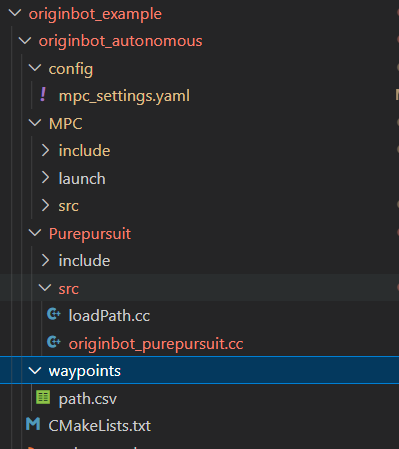 originbot_example
originbot_autonomous
config
mpc_settings.yaml
MPC
include
launch
src
Purepursuit
include
src
loadPath.cc
originbot_purepursuit.cc
waypoints
path.csv
CMakeLists.txt